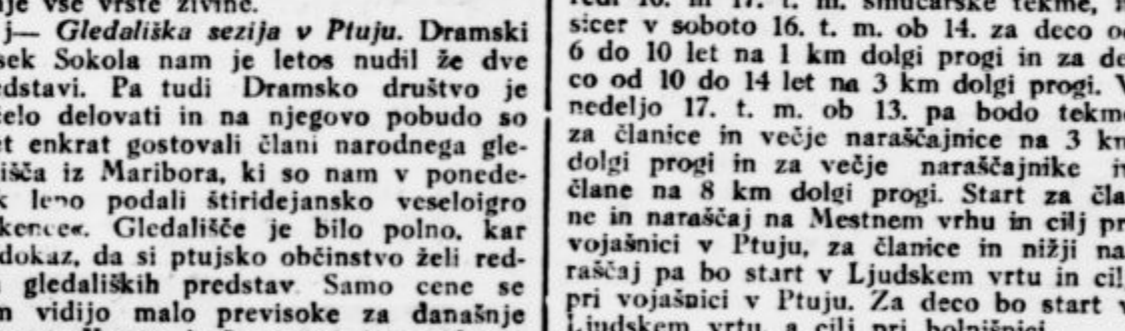 vse vrste živine.
j— Gledališka sezija v Ptuju. Dramski
sek Sokola nam je letos nudil že dve
dstavi. Pa tudi Dramsko društvo je
elo delovati in na njegovo pobudo so
t enkrat gostovali člani narodnega gle-
išča iz Maribora, ki so nam v ponede-
k podali štiridejansko veseloigro
kence«. Gledališče je bilo polno, kar
dokaz, da si ptujsko občinstvo želi red-
gledaliških predstav. Samo cene se
m vidijo malo previsoke za današnje
16. in 17. t. m. smučarske tekme,
sicer v soboto 16. t. m. ob 14. za deco o
6 do 10 let na 1 km dolgi progi in za de
co od 10 do 14 let na 3 km dolgi progi. V
nedeljo 17. t. m. ob 13. pa bodo tekm
za članice in večje naraščajnice na 3 km
dolgi progi in za večje naraščajnike in
člane na 8 km dolgi progi. Start za čla
ne in naraščaj na Mestnem vrhu in cilj pr
vojašnici v Ptuju, za članice in nižji na
raščaj pa bo start v Ljudskem vrtu in cil
pri vojašnici v Ptuju. Za deco bo start v
Ljudskem vrtu, a cilj pri bolnišnici